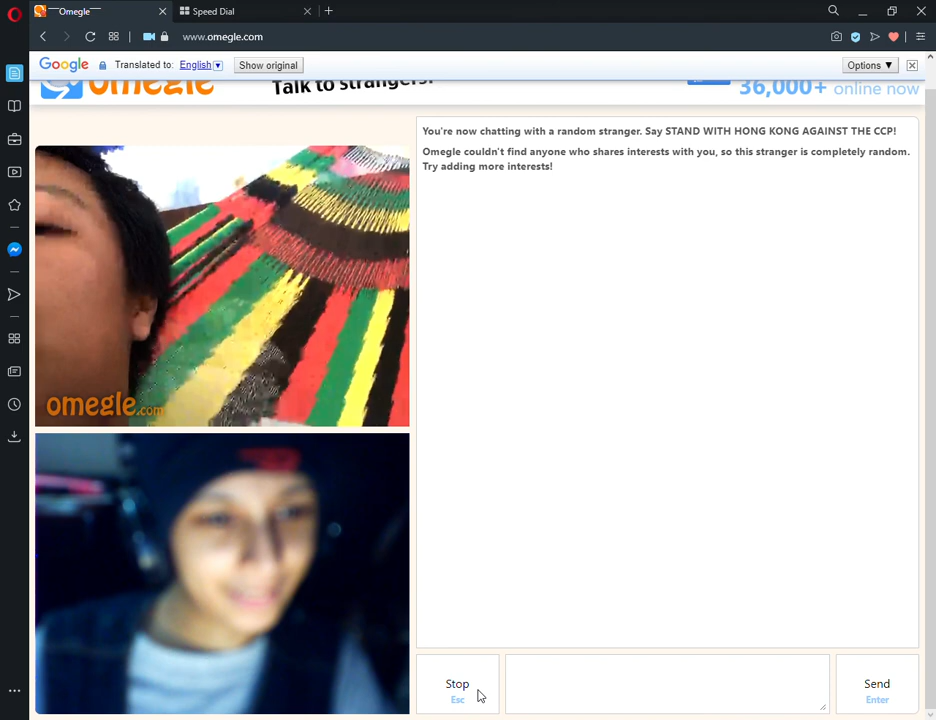 ‾‾Omegle‾‾
Speed Dial
www.omegle.com
Google
Translated to: English
Show original
Options ▼
omegle
Talk to strangers!
36,000+ online now
You're now chatting with a random stranger. Say STAND WITH HONG KONG AGAINST THE CCP!
Omegle couldn't find anyone who shares interests with you, so this stranger is completely random.
Try adding more interests!
omegle.com
Stop
Esc
Send
Enter